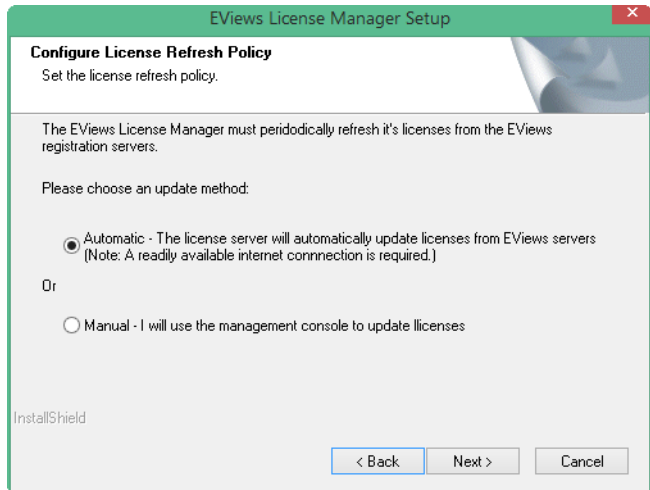 EViews License Manager Setup
Configure License Refresh Policy
Set the license refresh policy.
The EViews License Manager must peridodically refresh it's licenses from the EViews
registration servers.
Please choose an update method:
Automatic - The license server will automatically update licenses from EViews servers
(Note: A readily available internet connnection is required.)
Or
Manual - I will use the management console to update llicenses
InstallShield
< Back
Next >
Cancel